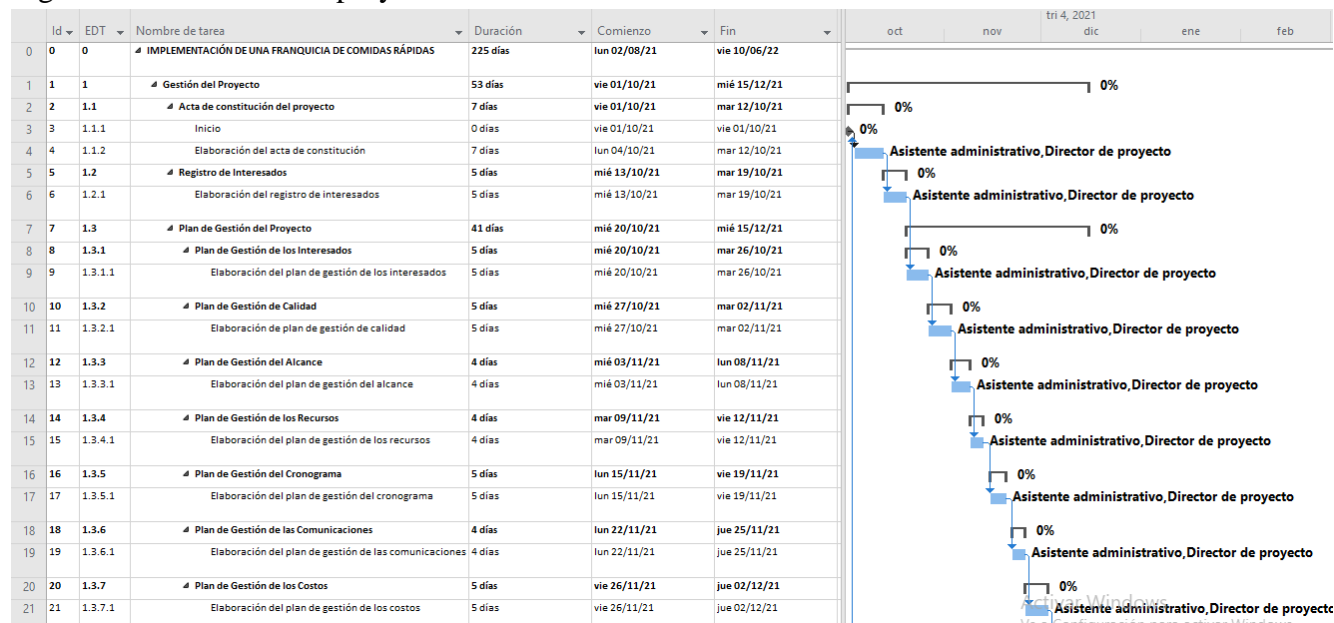 tri 4, 2021
Id EDT Nombre de tarea Duración Comienzo Fin oct nov dic ene feb
0 0 IMPLEMENTACIÓN DE UNA FRANQUICIA DE COMIDAS RÁPIDAS 225 días lun 02/08/21 vie 10/06/22
1 1 1 Gestión del Proyecto 53 días vie 01/10/21 mié 15/12/21 0%
2 2 1.1 Acta de constitución del proyecto 7 días vie 01/10/21 mar 12/10/21 0%
3 3 1.1.1 Inicio 0 días vie 01/10/21 vie 01/10/21 0%
4 4 1.1.2 Elaboración del acta de constitución 7 días lun 04/10/21 mar 12/10/21 Asistente administrativo,Director de proyecto
5 5 1.2 Registro de Interesados 5 días mié 13/10/21 mar 19/10/21 0%
6 6 1.2.1 Elaboración del registro de interesados 5 días mié 13/10/21 mar 19/10/21 Asistente administrativo,Director de proyecto
7 7 1.3 Plan de Gestión del Proyecto 41 días mié 20/10/21 mié 15/12/21 0%
8 8 1.3.1 Plan de Gestión de los Interesados 5 días mié 20/10/21 mar 26/10/21 0%
9 9 1.3.1.1 Elaboración del plan de gestión de los interesados 5 días mié 20/10/21 mar 26/10/21 Asistente administrativo,Director de proyecto
10 10 1.3.2 Plan de Gestión de Calidad 5 días mié 27/10/21 mar 02/11/21 0%
11 11 1.3.2.1 Elaboración de plan de gestión de calidad 5 días mié 27/10/21 mar 02/11/21 Asistente administrativo,Director de proyecto
12 12 1.3.3 Plan de Gestión del Alcance 4 días mié 03/11/21 lun 08/11/21 0%
13 13 1.3.3.1 Elaboración del plan de gestión del alcance 4 días mié 03/11/21 lun 08/11/21 Asistente administrativo,Director de proyecto
14 14 1.3.4 Plan de Gestión de los Recursos 4 días mar 09/11/21 vie 12/11/21 0%
15 15 1.3.4.1 Elaboración del plan de gestión de los recursos 4 días mar 09/11/21 vie 12/11/21 Asistente administrativo,Director de proyecto
16 16 1.3.5 Plan de Gestión del Cronograma 5 días lun 15/11/21 vie 19/11/21 0%
17 17 1.3.5.1 Elaboración del plan de gestión del cronograma 5 días lun 15/11/21 vie 19/11/21 Asistente administrativo,Director de proyecto
18 18 1.3.6 Plan de Gestión de las Comunicaciones 4 días lun 22/11/21 jue 25/11/21 0%
19 19 1.3.6.1 Elaboración del plan de gestión de las comunicaciones 4 días lun 22/11/21 jue 25/11/21 Asistente administrativo,Director de proyecto
20 20 1.3.7 Plan de Gestión de los Costos 5 días vie 26/11/21 jue 02/12/21 0%
Activar Windows
21 21 1.3.7.1 Elaboración del plan de gestión de los costos 5 días vie 26/11/21 jue 02/12/21 Asistente administrativo,Director de proyecto